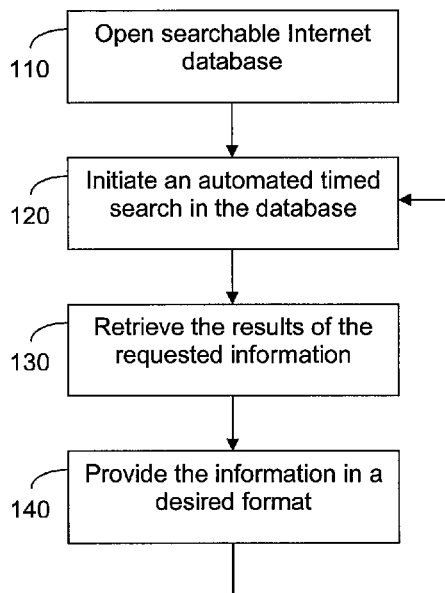 Open searchable Internet
database
110
Initiate an automated timed
search in the database
120
Retrieve the results of the
requested information
130
Provide the information in a
desired format
140